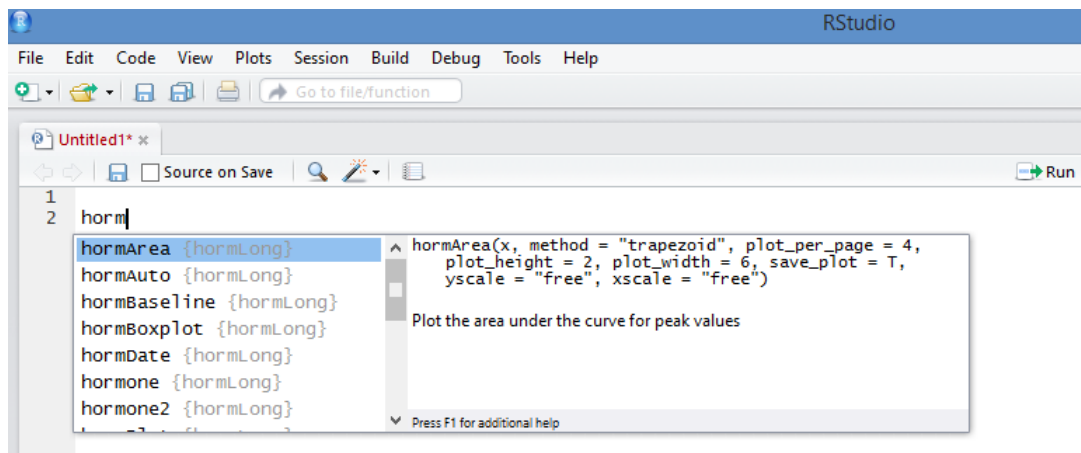 RStudio
File Edit Code View Plots Session Build Debug Tools Help
Go to file/function
Untitled1*
Source on Save
Run
1
2 horm
hormArea {hormLong}
hormAuto {hormLong}
hormBaseline {hormLong}
hormBoxplot {hormLong}
hormDate {hormLong}
hormone {hormLong}
hormone2 {hormLong}
hormArea(x, method = "trapezoid", plot_per_page = 4,
plot_height = 2, plot_width = 6, save_plot = T,
yscale = "free", xscale = "free")
Plot the area under the curve for peak values
Press F1 for additional help